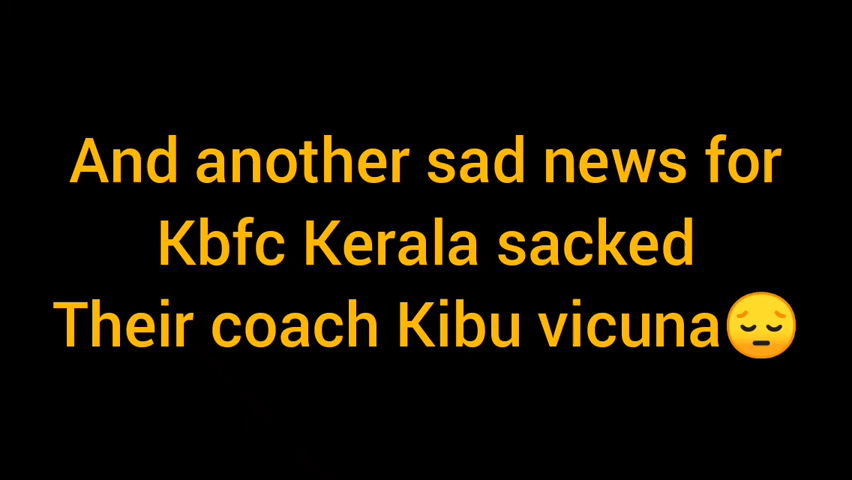 And another sad news for
Kbfc Kerala sacked
Their coach Kibu vicuna😔